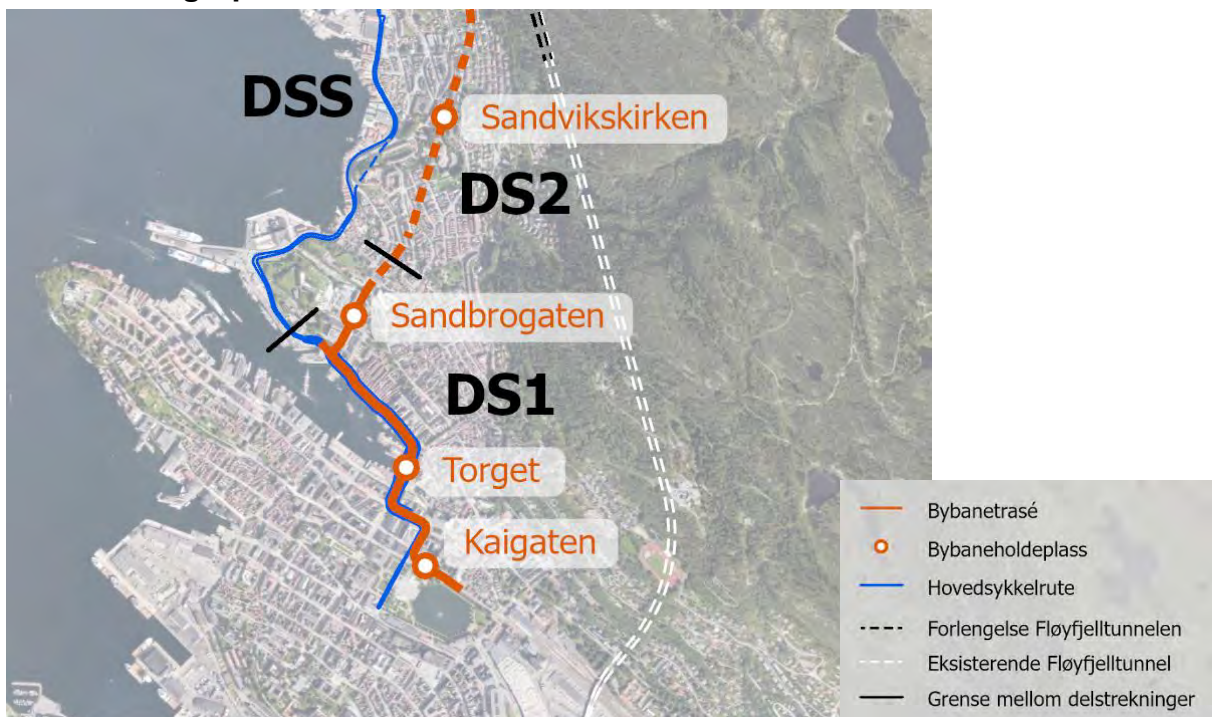 DSS
Sandvikskirken
DS2
Sandbrogaten
DS1
Torget
Kaigaten
Bybanetrasé
Bybaneholdeplass
Hovedsykkelrute
Forlengelse Fløyfjelltunnelen
Eksisterende Fløyfjelltunnel
Grense mellom delstrekninger